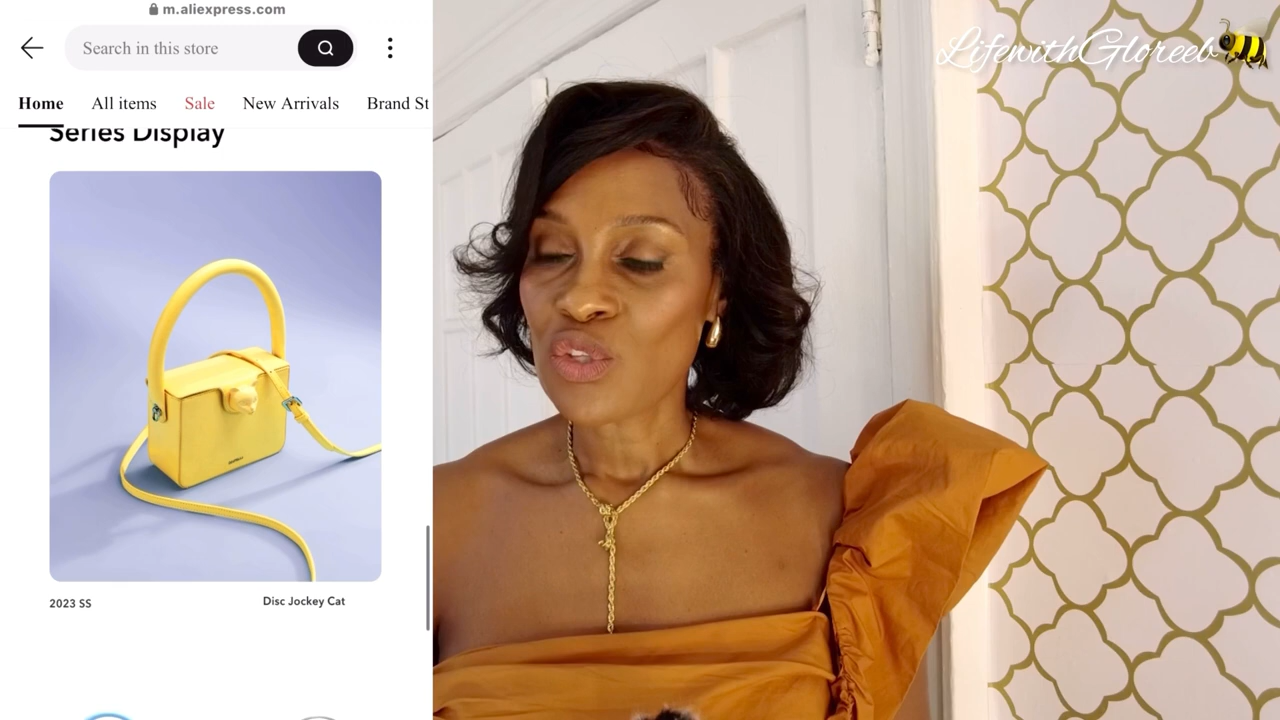 m.aliexpress.com
Search in this store
Home All items Sale New Arrivals Brand St
Series Display
2023 SS
Disc Jockey Cat
LifewithGloreeb